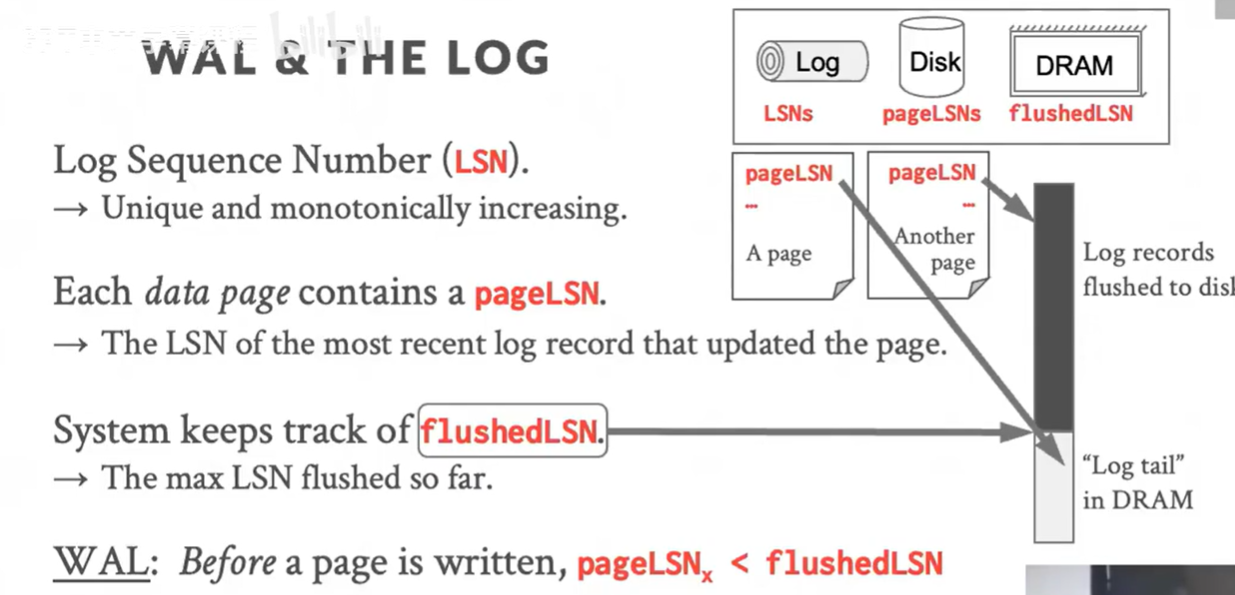 WAL & THE LOG
bilibili
Log
Disk
DRAM
LSNs
pageLSNs
flushedLSN
Log Sequence Number (LSN).
→ Unique and monotonically increasing.
Each data page contains a pageLSN.
→ The LSN of the most recent log record that updated the page.
System keeps track of flushedLSN.
→ The max LSN flushed so far.
WAL: Before a page is written, pageLSNx < flushedLSN
pageLSN
...
A page
pageLSN
...
Another
page
Log records
flushed to disk
“Log tail”
in DRAM